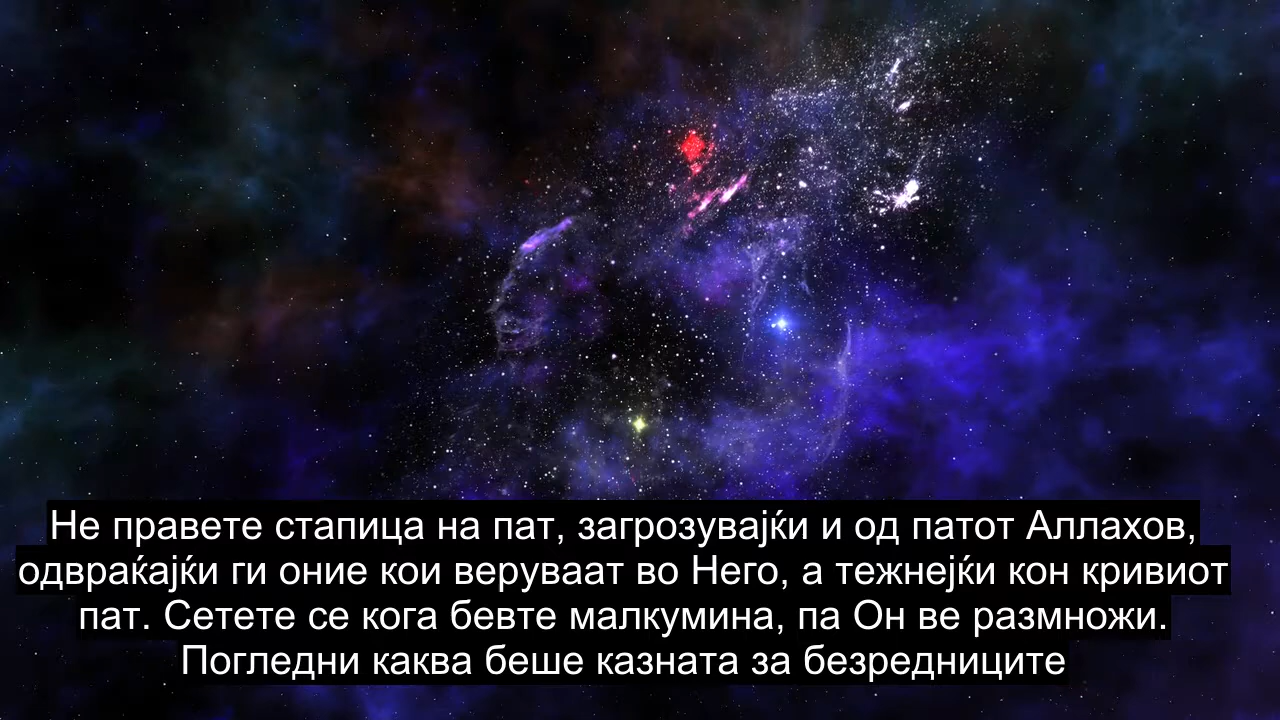 Не правете стапица на пат, загрозувајќи и од патот Аллахов,
одвраќајќи ги оние кои веруваат во Него, а тежнејќи кон кривиот
пат. Сетете се кога бевте малкумина, па Он ве размножи.
Погледни каква беше казната за безредниците